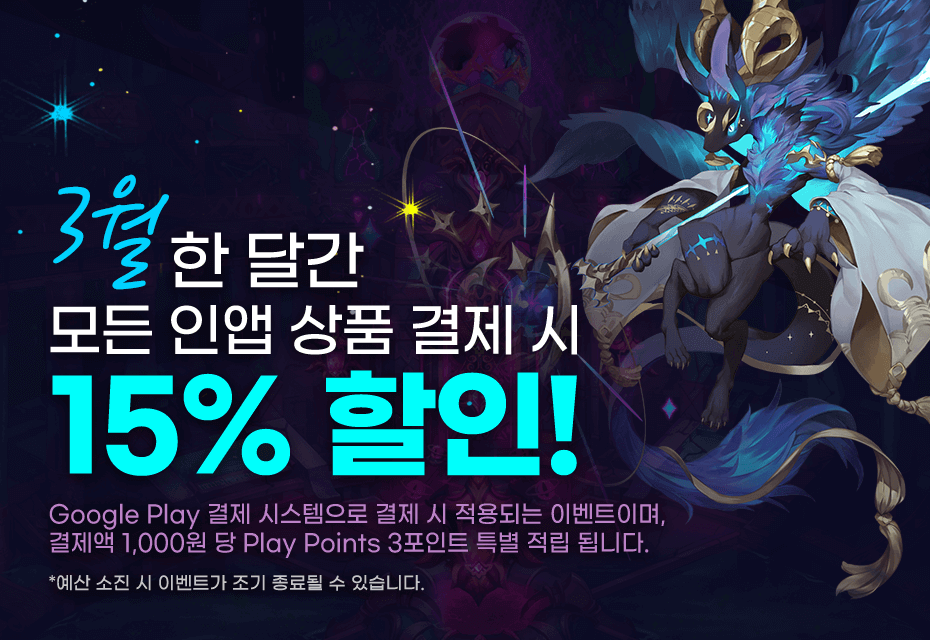 3월 한 달간
모든 인앱 상품 결제 시
15% 할인!
Google Play 결제 시스템으로 결제 시 적용되는 이벤트이며,
결제액 1,000원 당 Play Points 3포인트 특별 적립 됩니다.
*예산 소진 시 이벤트가 조기 종료될 수 있습니다.